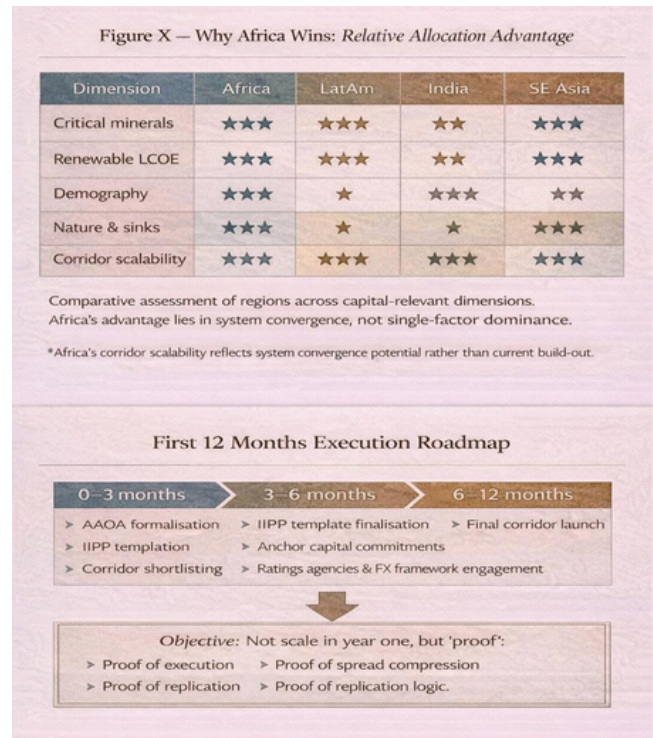 Figure X — Why Africa Wins: Relative Allocation Advantage
Dimension Africa LatAm India SE Asia
Critical minerals ★★★ ★★★ ★★ ★★★
Renewable LCOE ★★★ ★★★ ★★ ★★★
Demography ★★★ ★ ★★★ ★★
Nature & sinks ★★★ ★ ★ ★★★
Corridor scalability ★★★ ★★★ ★★★ ★★★
Comparative assessment of regions across capital-relevant dimensions.
Africa's advantage lies in system convergence, not single-factor dominance.
*Africa's corridor scalability reflects system convergence potential rather than current build-out.
First 12 Months Execution Roadmap
0–3 months 3–6 months 6–12 months
➤ AAOA formalisation ➤ IIPP template finalisation ➤ Final corridor launch
➤ IIPP templation ➤ Anchor capital commitments
➤ Corridor shortlisting ➤ Ratings agencies & FX framework engagement
Objective: Not scale in year one, but 'proof':
➤ Proof of execution ➤ Proof of spread compression
➤ Proof of replication ➤ Proof of replication logic.